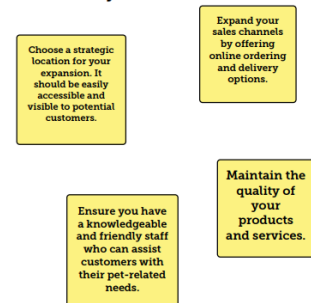 Expand your
sales channels
by offering
online ordering
and delivery
options.
Choose a strategic
location for your
expansion. It
should be easily
accessible and
visible to potential
customers.
Maintain the
quality of
your
products
and services.
Ensure you have
a knowledgeable
and friendly staff
who can assist
customers with
their pet-related
needs.